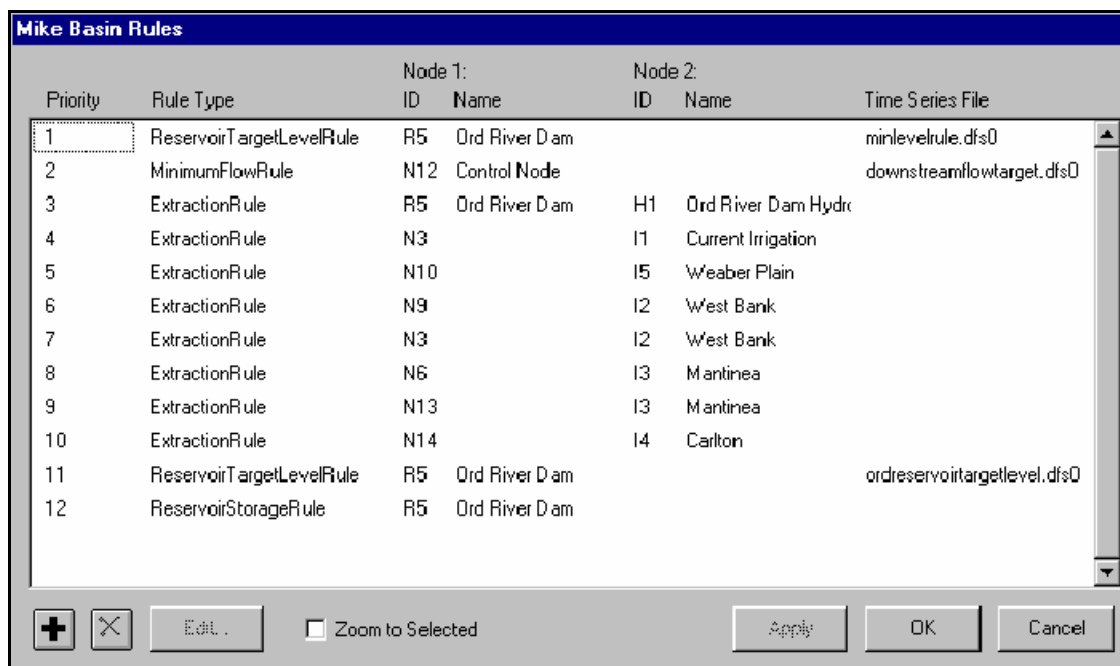 Mike Basin Rules
Node 1: Node 2:
Priority Rule Type ID Name ID Name Time Series File
1 ReservoirTargetLevelRule R5 Ord River Dam minlevelrule.dfs0
2 MinimumFlowRule N12 Control Node downstreamflowtarget.dfs0
3 ExtractionRule R5 Ord River Dam H1 Ord River Dam Hydro
4 ExtractionRule N3 I1 Current Irrigation
5 ExtractionRule N10 I5 Weaber Plain
6 ExtractionRule N9 I2 West Bank
7 ExtractionRule N3 I2 West Bank
8 ExtractionRule N6 I3 Mantinea
9 ExtractionRule N13 I3 Mantinea
10 ExtractionRule N14 I4 Carlton
11 ReservoirTargetLevelRule R5 Ord River Dam ordreservoirtargetlevel.dfs0
12 ReservoirStorageRule R5 Ord River Dam
Edit... Zoom to Selected Apply OK Cancel